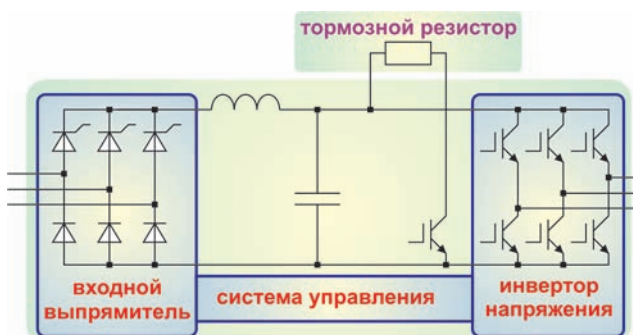 тормозной резистор
входной
выпрямитель
система управления
инвертор
напряжения